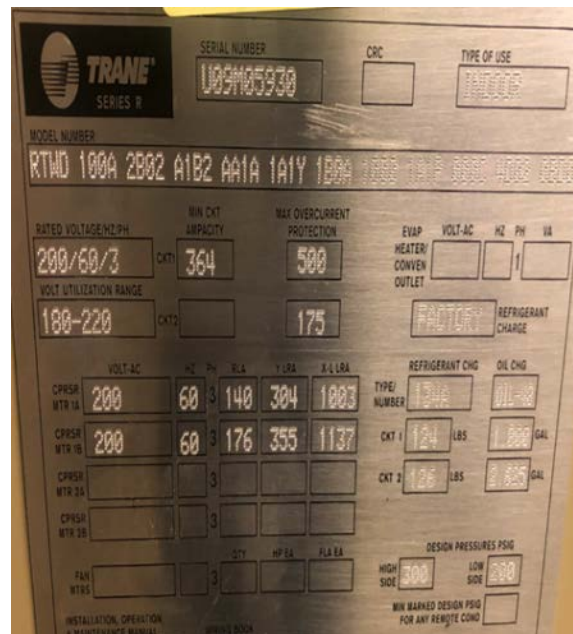 TRANE®
SERIES R
SERIAL NUMBER
U09M05930
CRC
TYPE OF USE
INDOOR
MODEL NUMBER
RTWD 100A 2B02 A1B2 AA1A 1A1Y 1B0A
RATED VOLTAGE/HZ/PH
200/60/3
MIN CKT AMPACITY
CKT1 364
MAX OVERCURRENT PROTECTION
500
EVAP HEATER/ CONVEN OUTLET
VOLT-AC HZ PH VA
1
VOLT UTILIZATION RANGE
180-220
CKT2
175
FACTORY REFRIGERANT CHARGE
VOLT-AC HZ PH RLA Y LRA X-L LRA
CPRSR MTR 1A 200 60 3 140 304 1003
CPRSR MTR 1B 200 60 3 176 355 1137
CPRSR MTR 2A 3
CPRSR MTR 2B 3
REFRIGERANT CHG OIL CHG
TYPE/ NUMBER 134A
CKT 1 124 LBS GAL
CKT 2 126 LBS GAL
QTY HP EA FLA EA
FAN MTRS 3
DESIGN PRESSURES PSIG
HIGH SIDE 300 LOW SIDE 200
MIN MARKED DESIGN PSIG
FOR ANY REMOTE COND
INSTALLATION, OPERATION,
& MAINTENANCE MANUAL
WIRING BOOK